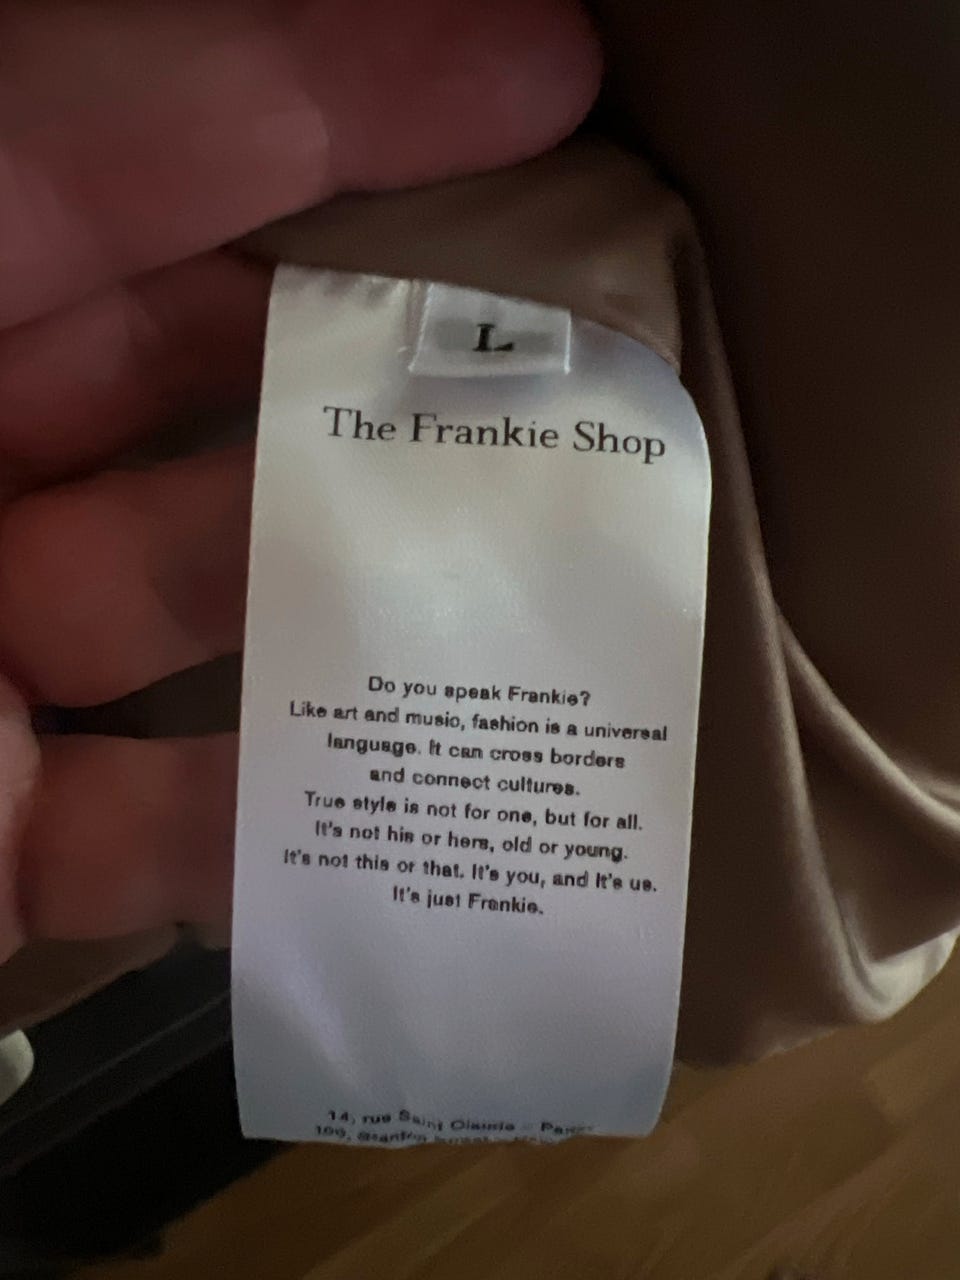 L
The Frankie Shop
Do you speak Frankie?
Like art and music, fashion is a universal
language. It can cross borders
and connect cultures.
True style is not for one, but for all.
It's not his or hers, old or young.
It's not this or that. It's you, and it's us.
It's just Frankie.
14, rue Saint Claude - Paris